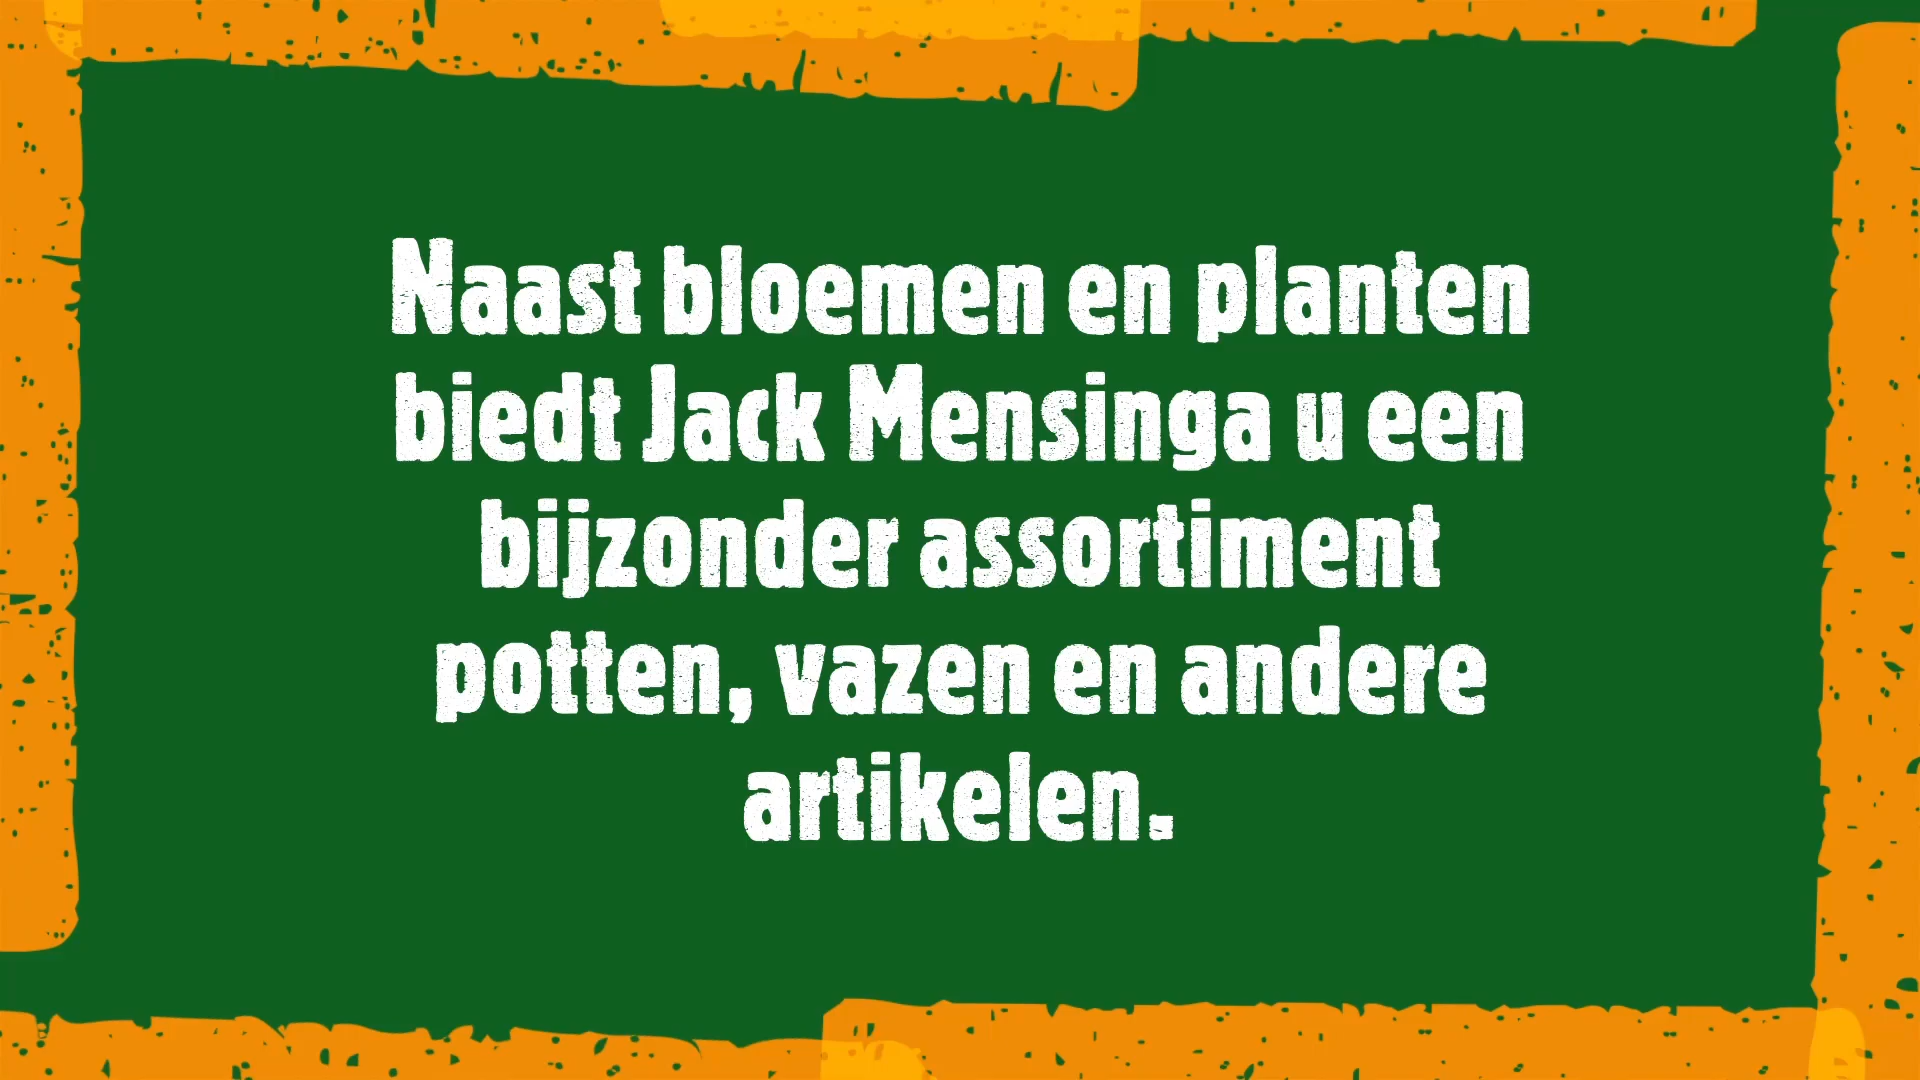 Naast bloemen en planten
biedt Jack Mensinga u een
bijzonder assortiment
potten, vazen en andere
artikelen.